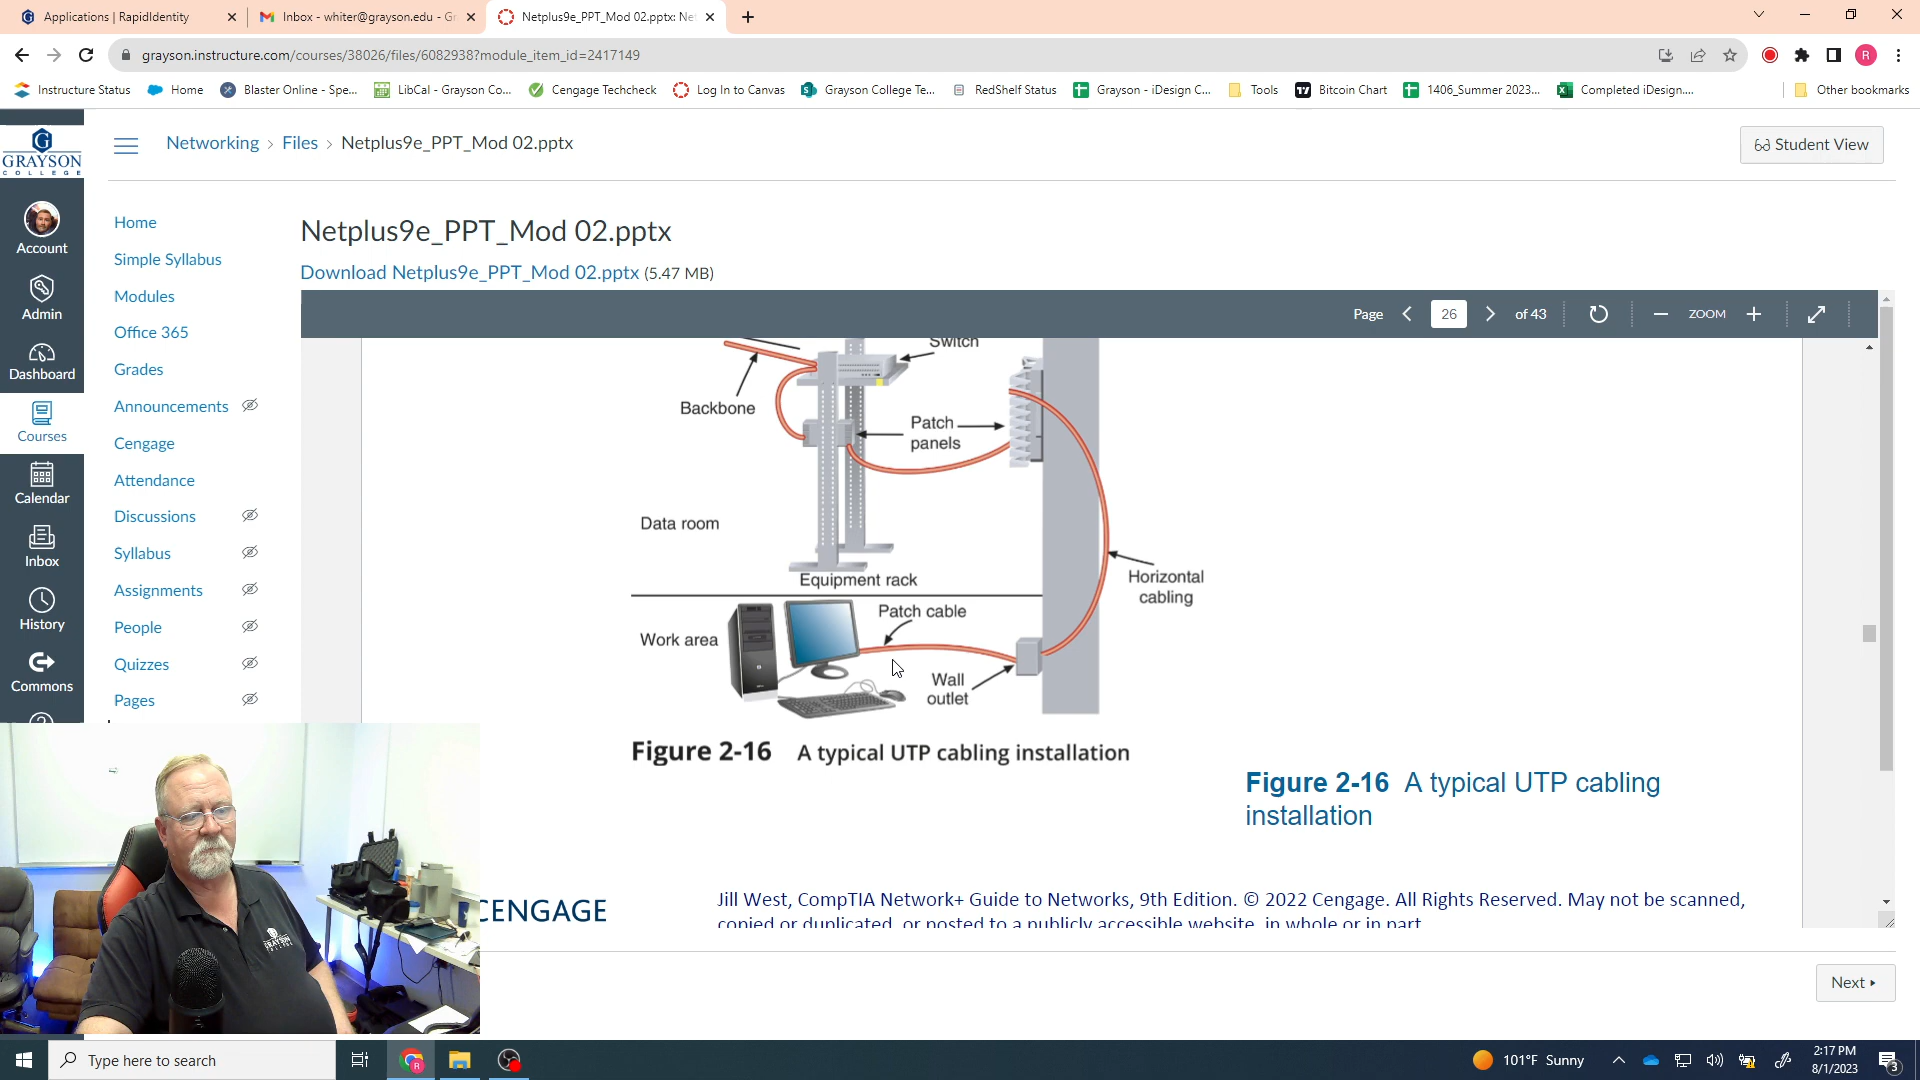 Applications | RapidIdentity
Inbox - whiter@grayson.edu - Gr
Netplus9e_PPT_Mod 02.pptx: Net
grayson.instructure.com/courses/38026/files/6082938?module_item_id=2417149
R
Instructure Status
Home
Blaster Online - Spe...
LibCal - Grayson Co...
Cengage Techcheck
Log In to Canvas
Grayson College Te...
RedShelf Status
Grayson - iDesign C...
Tools
Bitcoin Chart
1406_Summer 2023...
Completed iDesign....
Other bookmarks
GRAYSON
COLLEGE
Networking › Files › Netplus9e_PPT_Mod 02.pptx
Student View
Account
Admin
Dashboard
Courses
Calendar
Inbox
History
Commons
Home
Simple Syllabus
Modules
Office 365
Grades
Announcements
Cengage
Attendance
Discussions
Syllabus
Assignments
People
Quizzes
Pages
Netplus9e_PPT_Mod 02.pptx
Download Netplus9e_PPT_Mod 02.pptx (5.47 MB)
Page 26 of 43
ZOOM
Switch
Backbone
Patch
panels
Data room
Equipment rack
Horizontal
cabling
Patch cable
Work area
Wall
outlet
Figure 2-16 A typical UTP cabling installation
Figure 2-16 A typical UTP cabling
installation
CENGAGE
Jill West, CompTIA Network+ Guide to Networks, 9th Edition. © 2022 Cengage. All Rights Reserved. May not be scanned,
copied or duplicated, or posted to a publicly accessible website, in whole or in part.
GRAYSON
COLLEGE
Next
Type here to search
101°F Sunny
2:17 PM
8/1/2023
3